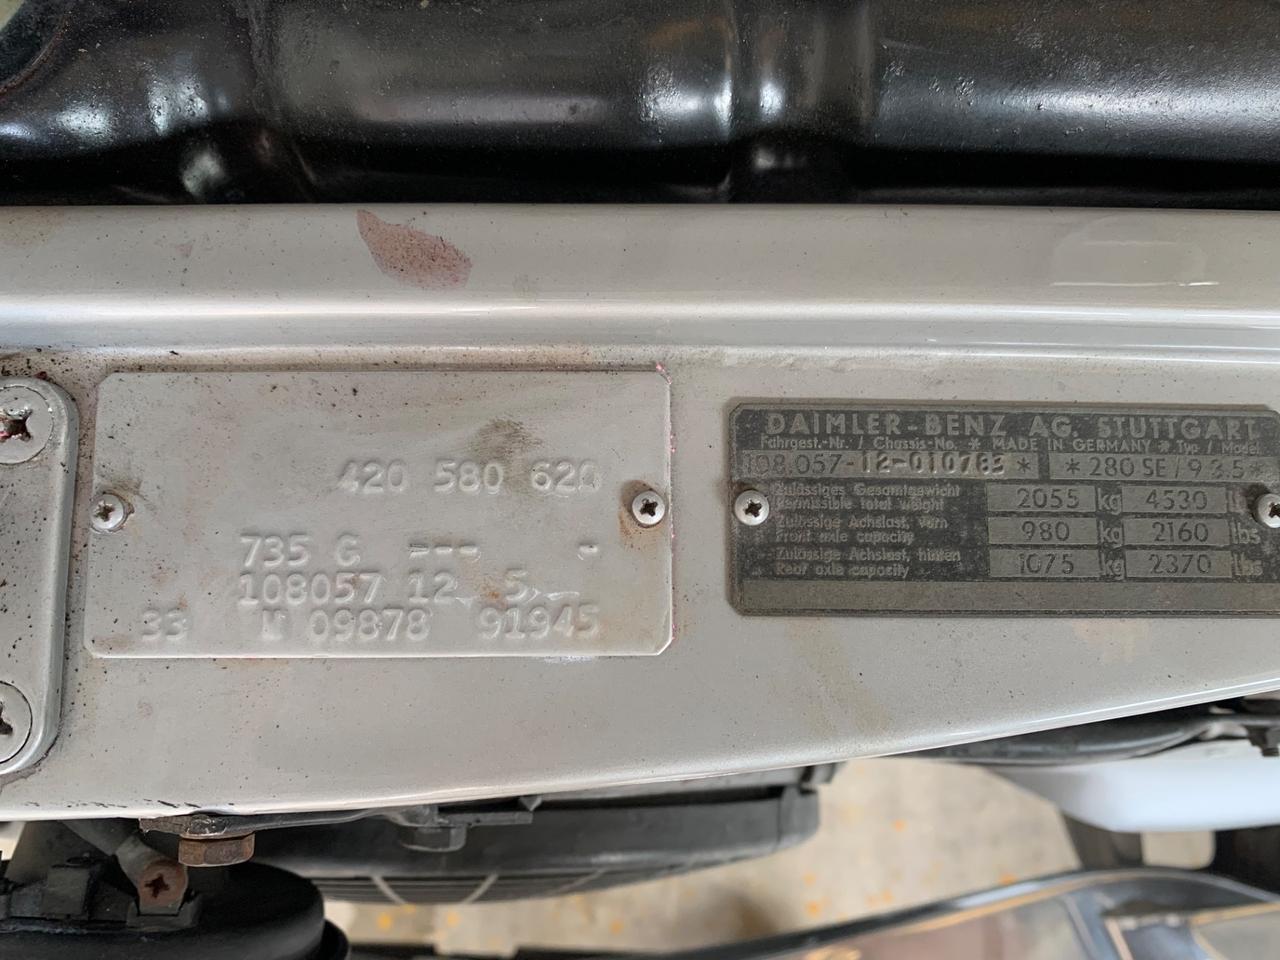 420 580 620
735 G --- -
108057 12 5
33 M 09878 91945
DAIMLER-BENZ AG. STUTTGART
Fahrgest.-Nr. / Chassis-No. * MADE IN GERMANY * Typ / Model
108.057-12-010783* *280 SE / 9 3.5*
Zulässiges Gesamtgewicht
Permissible total weight 2055 kg 4530 lbs
Zulässige Achslast, vorn
Front axle capacity 980 kg 2160 lbs
Zulässige Achslast, hinten
Rear axle capacity 1075 kg 2370 lbs